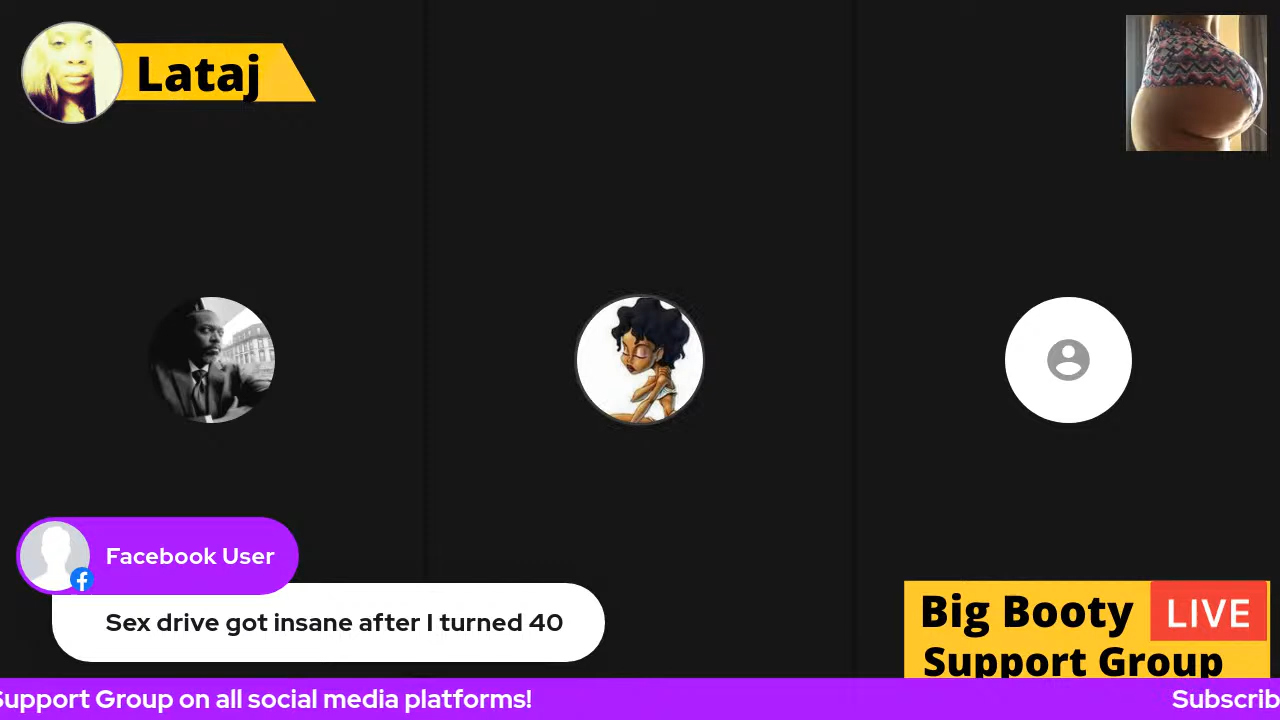 Lataj
Facebook User
Sex drive got insane after I turned 40
Big Booty LIVE
Support Group
Support Group on all social media platforms!
Subscrib